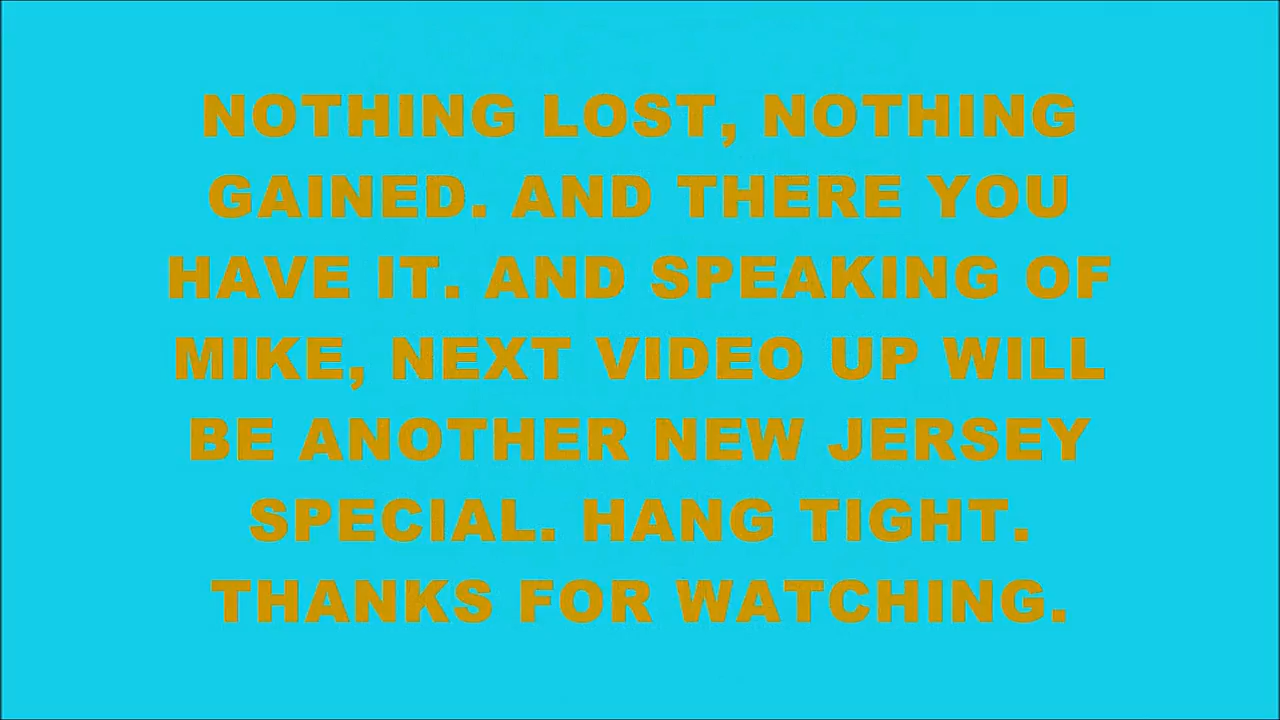 NOTHING LOST, NOTHING
GAINED. AND THERE YOU
HAVE IT. AND SPEAKING OF
MIKE, NEXT VIDEO UP WILL
BE ANOTHER NEW JERSEY
SPECIAL. HANG TIGHT.
THANKS FOR WATCHING.